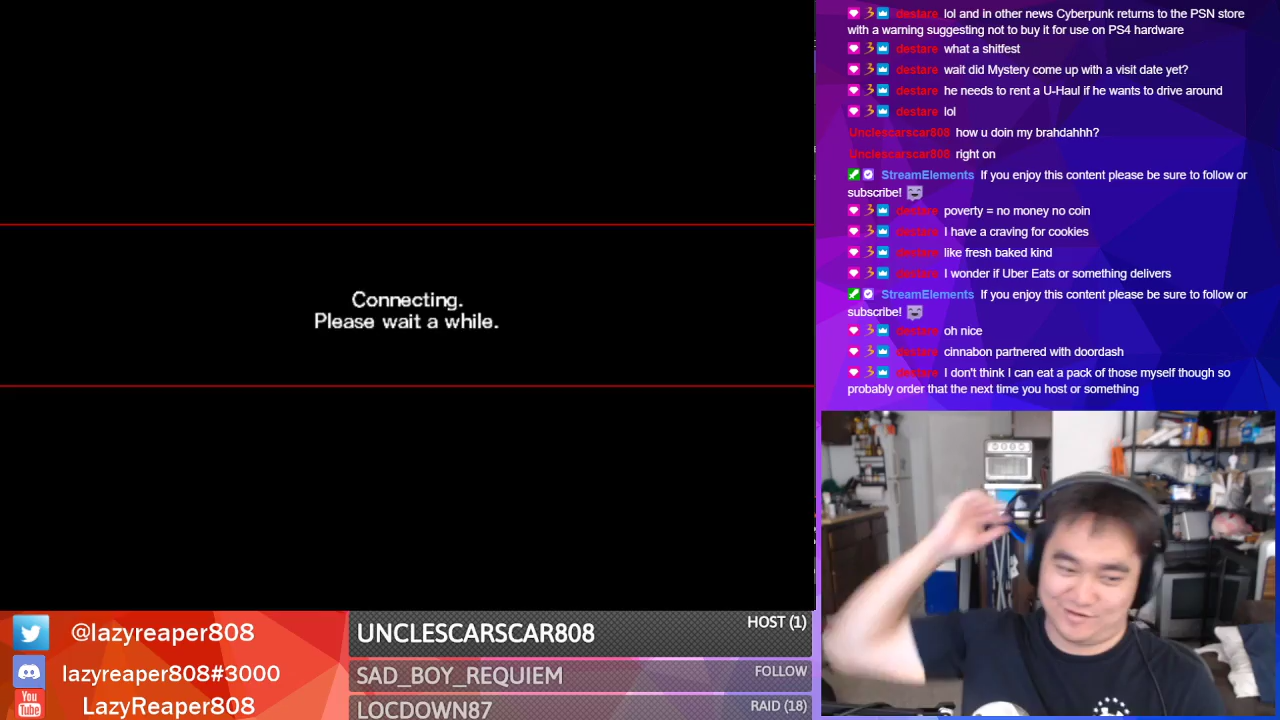 destare lol and in other news Cyberpunk returns to the PSN store
with a warning suggesting not to buy it for use on PS4 hardware
destare what a shitfest
destare wait did Mystery come up with a visit date yet?
destare he needs to rent a U-Haul if he wants to drive around
destare lol
Unclescarscar808 how u doin my brahdahhh?
Unclescarscar808 right on
StreamElements If you enjoy this content please be sure to follow or
subscribe!
destare poverty = no money no coin
destare I have a craving for cookies
destare like fresh baked kind
destare I wonder if Uber Eats or something delivers
StreamElements If you enjoy this content please be sure to follow or
subscribe!
destare oh nice
destare cinnabon partnered with doordash
destare I don't think I can eat a pack of those myself though so
probably order that the next time you host or something
Connecting.
Please wait a while.
@lazyreaper808
lazyreaper808#3000
You
Tube
LazyReaper808
UNCLESCARSCAR808 HOST (1)
SAD_BOY_REQUIEM FOLLOW
LOCDOWN87 RAID (18)